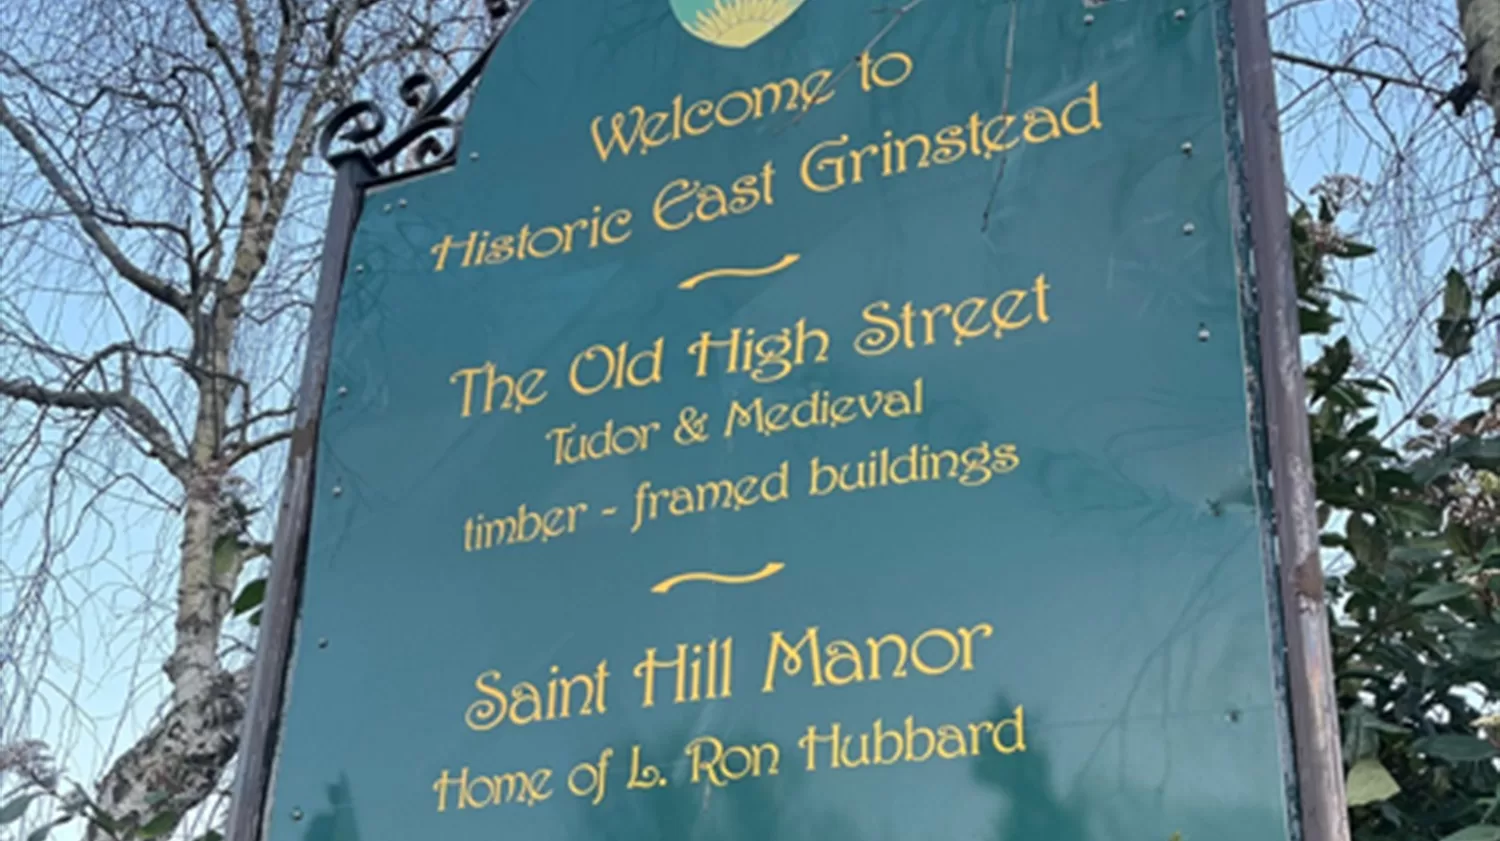 Welcome to
Historic East Grinstead
The Old High Street
Tudor & Medieval
timber - framed buildings
Saint Hill Manor
Home of L. Ron Hubbard